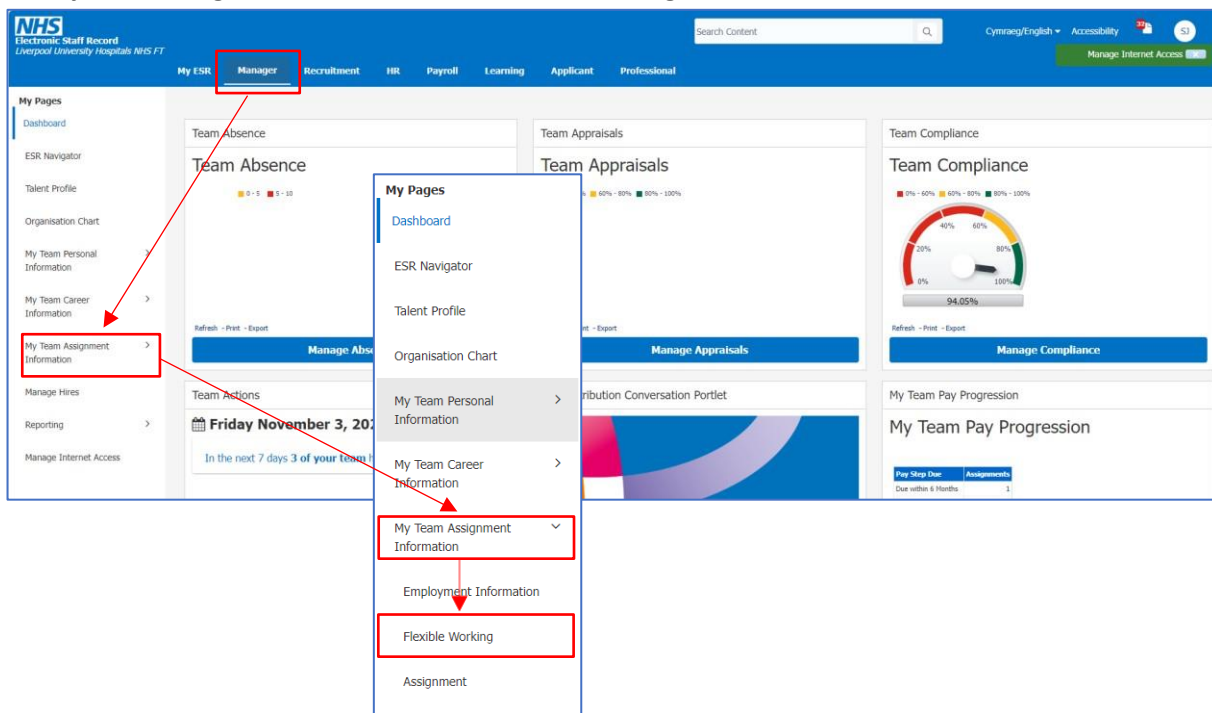 NHS
Electronic Staff Record
Liverpool University Hospitals NHS FT
Search Content
Cymraeg/English
Accessibility
SJ
Manage Internet Access
My ESR Manager Recruitment HR Payroll Learning Applicant Professional
My Pages
Dashboard
ESR Navigator
Talent Profile
Organisation Chart
My Team Personal
Information
My Team Career
Information
My Team Assignment
Information
Manage Hires
Reporting
Manage Internet Access
Team Absence
Team Absence
0 - 5 5 - 10
Refresh - Print - Export
Manage Abs
Team Appraisals
Team Appraisals
60% - 80% 80% - 100%
- Export
Manage Appraisals
Team Compliance
Team Compliance
0% - 60% 60% - 80% 80% - 100%
0%
20%
40%
60%
80%
100%
94.05%
Refresh - Print - Export
Manage Compliance
Team Actions
Friday November 3, 20
In the next 7 days 3 of your team
Conversation Portlet
My Team Pay Progression
My Team Pay Progression
Pay Step Due Assignments
Due within 6 Months 1
My Pages
Dashboard
ESR Navigator
Talent Profile
Organisation Chart
My Team Personal
Information
My Team Career
Information
My Team Assignment
Information
Employment Information
Flexible Working
Assignment